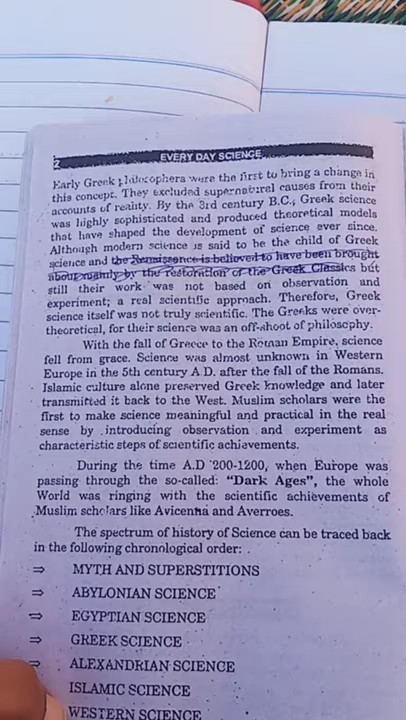 2
EVERY DAY SCIENCE
Early Greek philosophers were the first to bring a change in
this concept. They excluded supernatural causes from their
accounts of reality. By the 3rd century B.C., Greek science
was highly sophisticated and produced theoretical models
that have shaped the development of science ever since.
Although modern science is said to be the child of Greek
science and the Renaissance is believed to have been brought
about mainly by the restoration of the Greek Classics but
still their work was not based on observation and
experiment; a real scientific approach. Therefore, Greek
science itself was not truly scientific. The Greeks were over-
theoretical, for their science was an off-shoot of philosophy.
With the fall of Greece to the Roman Empire, science
fell from grace. Science was almost unknown in Western
Europe in the 5th century A.D. after the fall of the Romans.
Islamic culture alone preserved Greek knowledge and later
transmitted it back to the West. Muslim scholars were the
first to make science meaningful and practical in the real
sense by introducing observation and experiment as
characteristic steps of scientific achievements.
During the time A.D 200-1200, when Europe was
passing through the so-called: "Dark Ages", the whole
World was ringing with the scientific achievements of
Muslim scholars like Avicenna and Averroes.
The spectrum of history of Science can be traced back
in the following chronological order:
⇒ MYTH AND SUPERSTITIONS
⇒ ABYLONIAN SCIENCE
⇒ EGYPTIAN SCIENCE
⇒ GREEK SCIENCE
⇒ ALEXANDRIAN SCIENCE
ISLAMIC SCIENCE
WESTERN SCIENCE